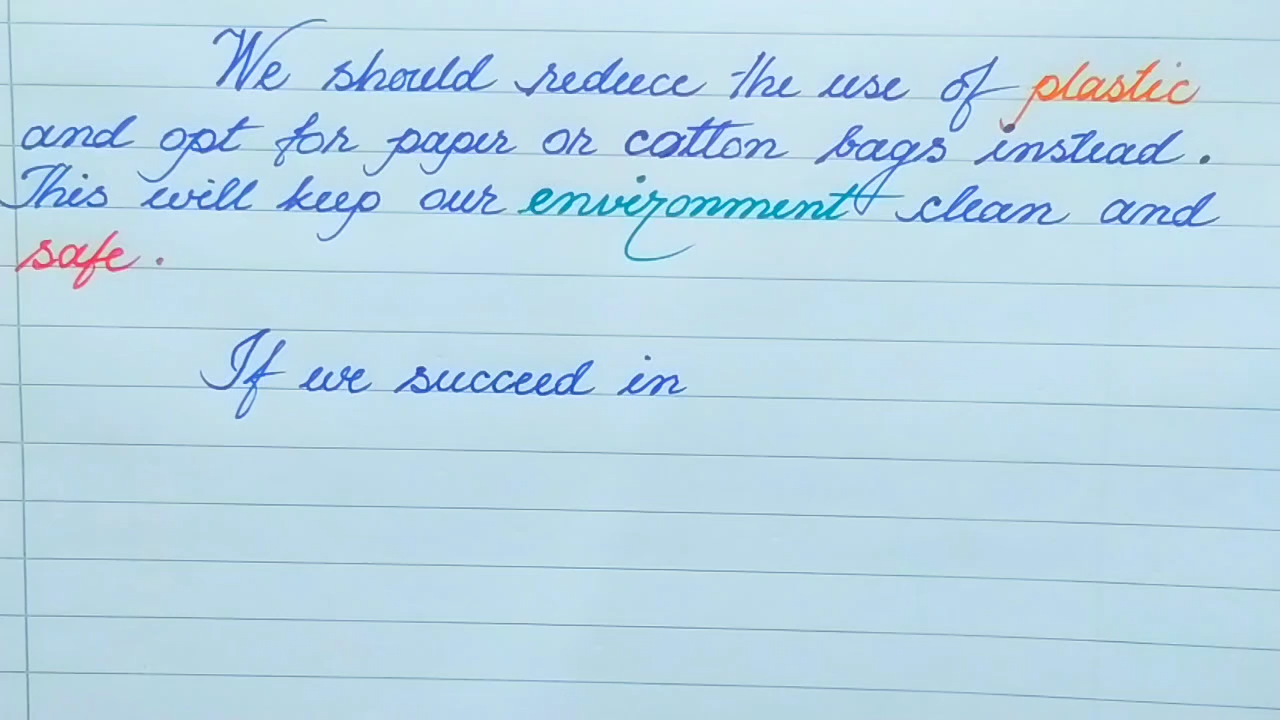 We should reduce the use of plastic
and opt for paper or cotton bags instead.
This will keep our environment clean and
safe.
If we succeed in